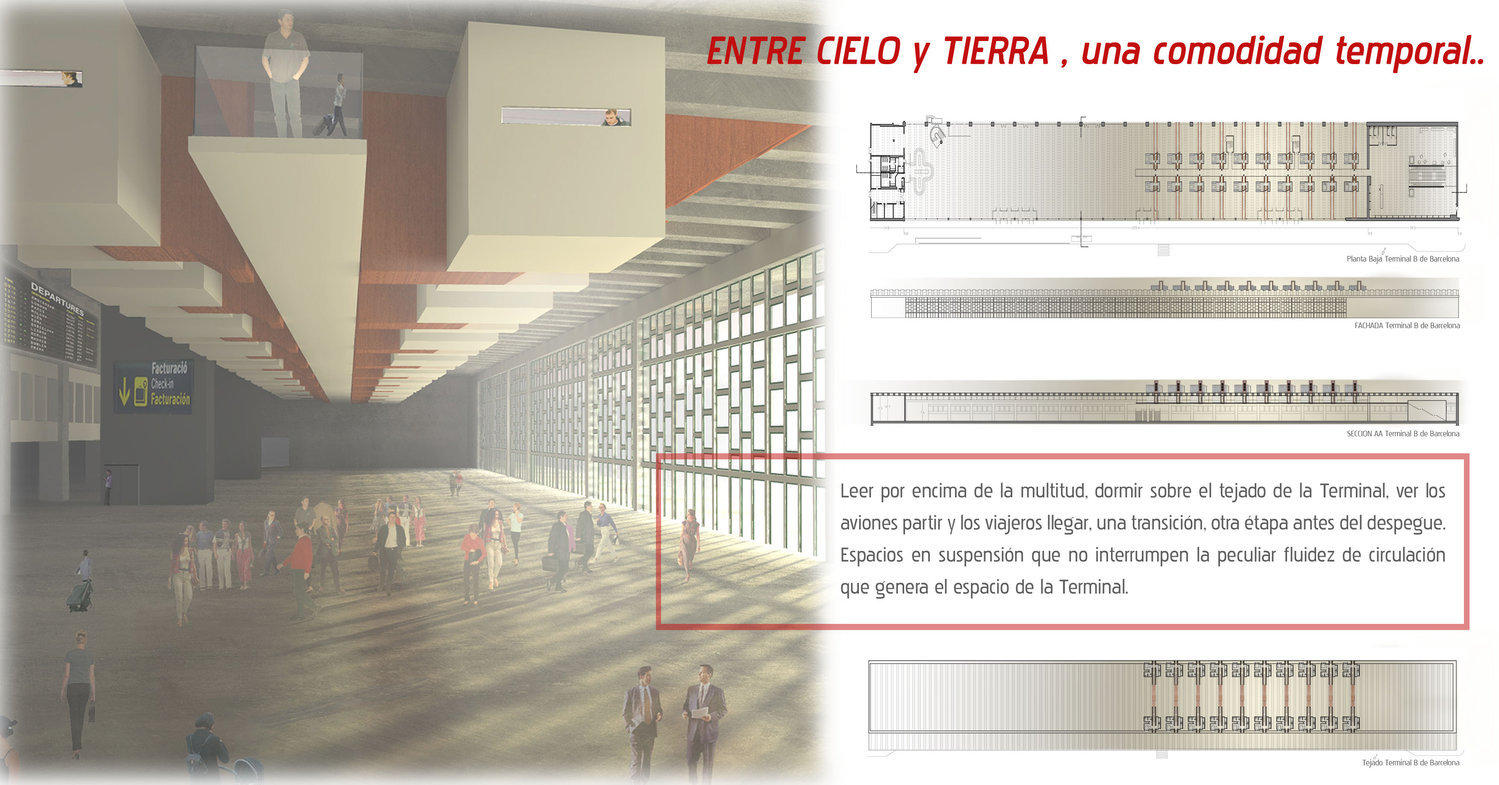 ENTRE CIELO y TIERRA , una comodidad temporal..
DEPARTURES
Facturació
Check-in
Facturación
Planta Baja Terminal B de Barcelona
FACHADA Terminal B de Barcelona
SECCION AA Terminal B de Barcelona
Leer por encima de la multitud, dormir sobre el tejado de la Terminal, ver los
aviones partir y los viajeros llegar, una transición, otra étapa antes del despegue.
Espacios en suspensión que no interrumpen la peculiar fluidez de circulación
que genera el espacio de la Terminal.
Tejado Terminal B de Barcelona